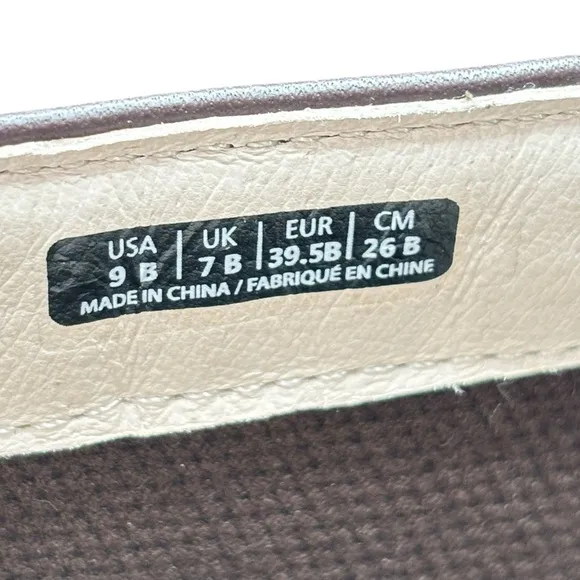 USA | UK | EUR | CM
9 B | 7 B | 39.5B | 26 B
MADE IN CHINA / FABRIQUÉ EN CHINE